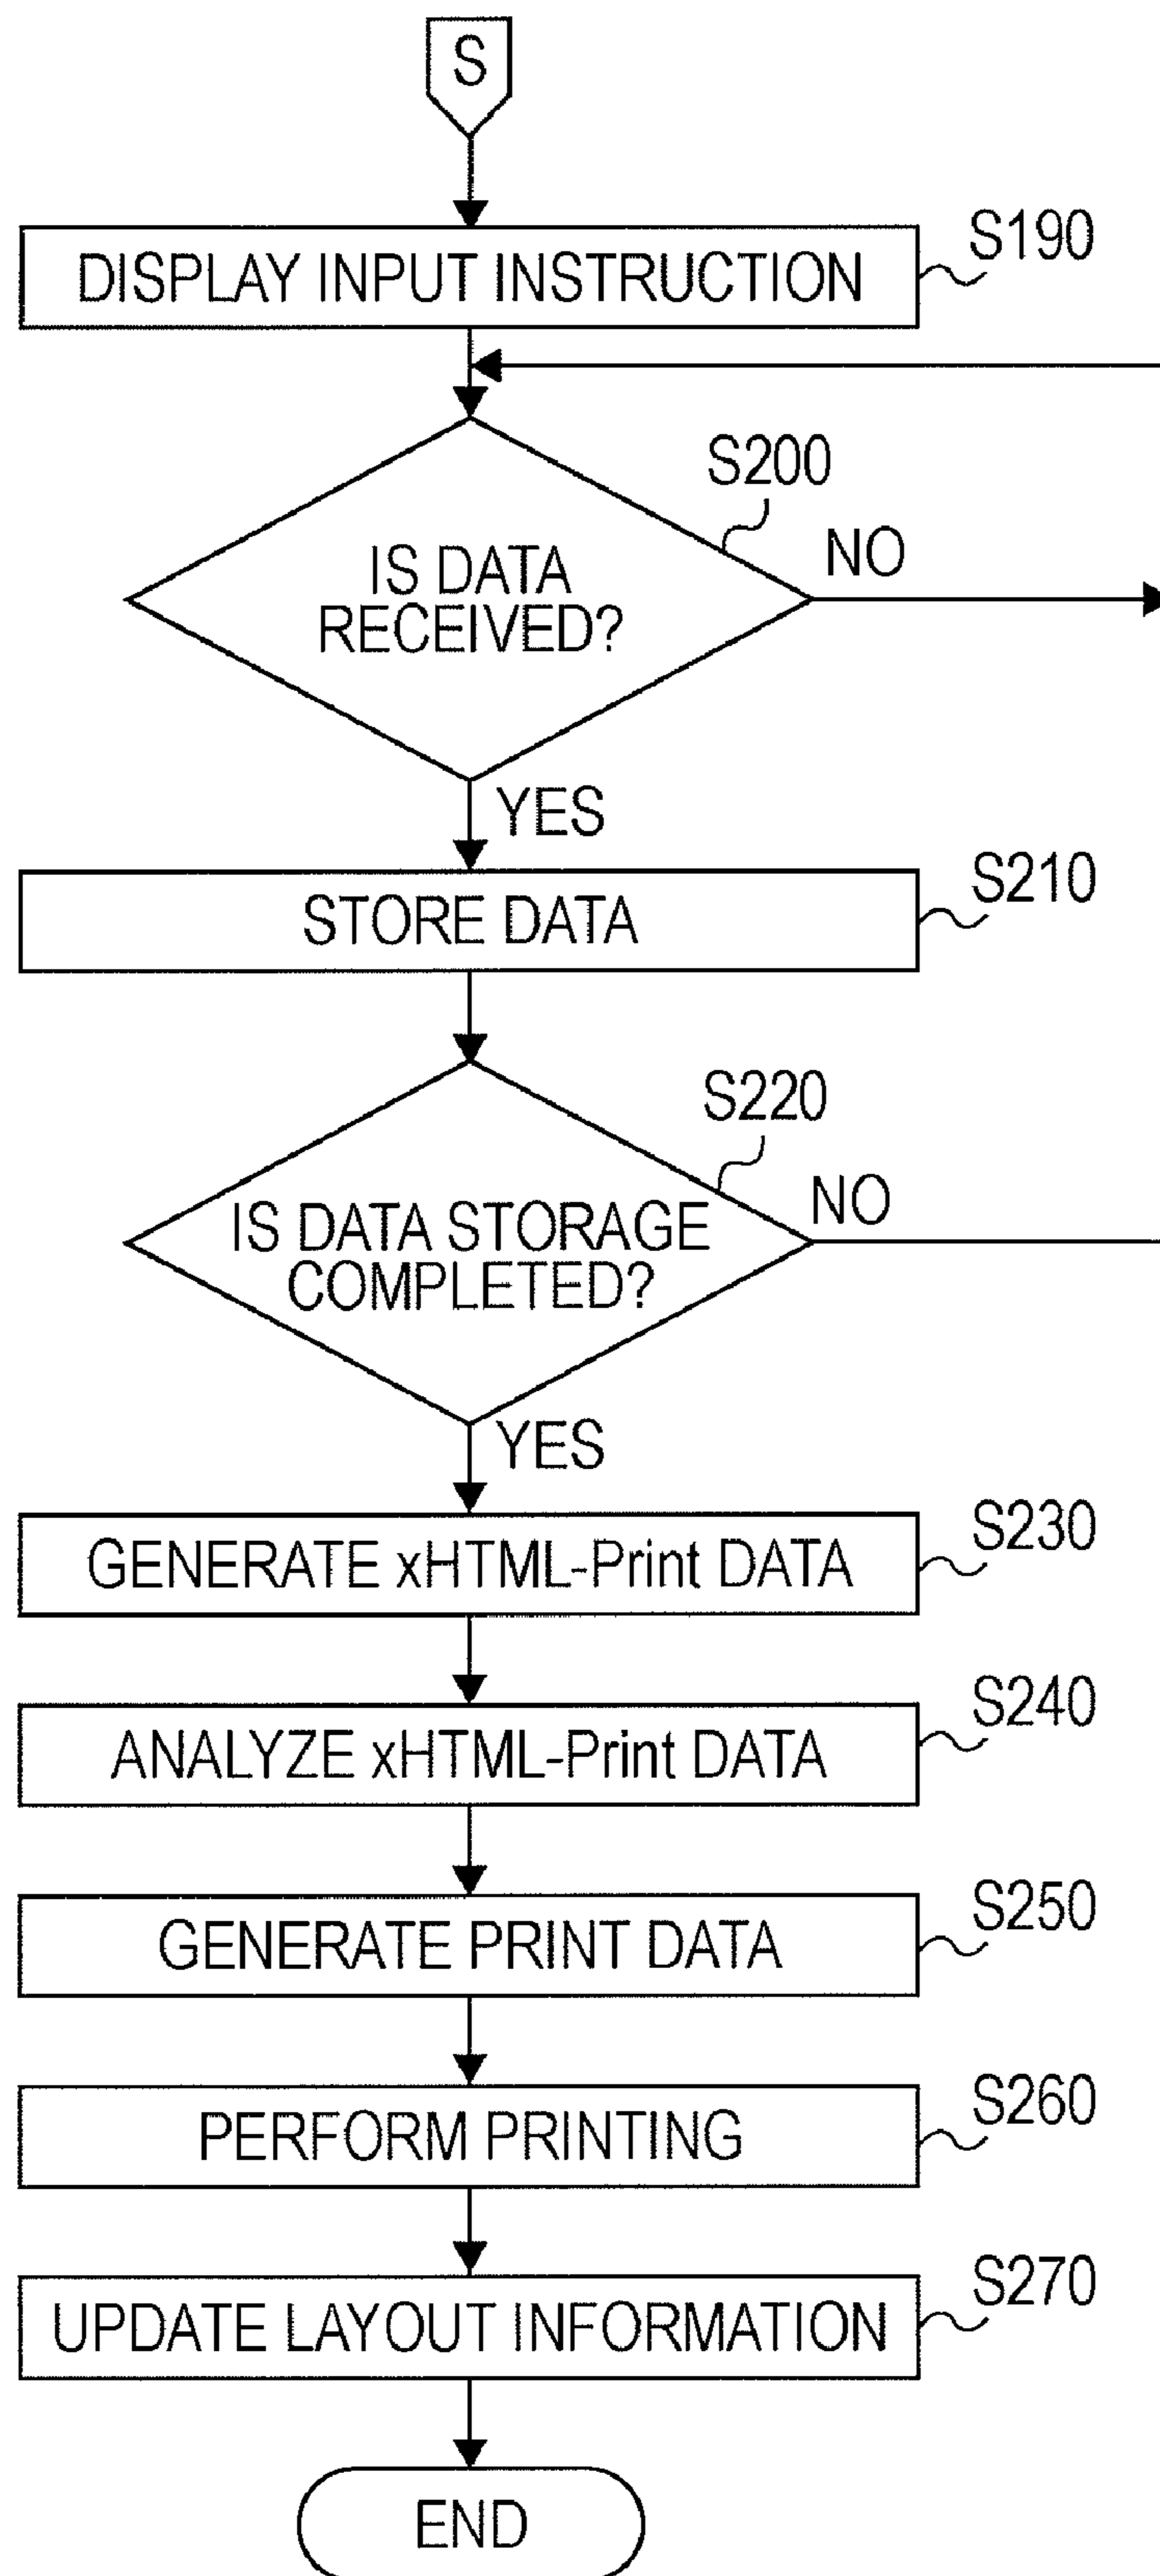 S
DISPLAY INPUT INSTRUCTION
S190
S200
IS DATA
RECEIVED?
NO
YES
STORE DATA
S210
S220
IS DATA STORAGE
COMPLETED?
NO
YES
GENERATE xHTML-Print DATA
S230
ANALYZE xHTML-Print DATA
S240
GENERATE PRINT DATA
S250
PERFORM PRINTING
S260
UPDATE LAYOUT INFORMATION
S270
END